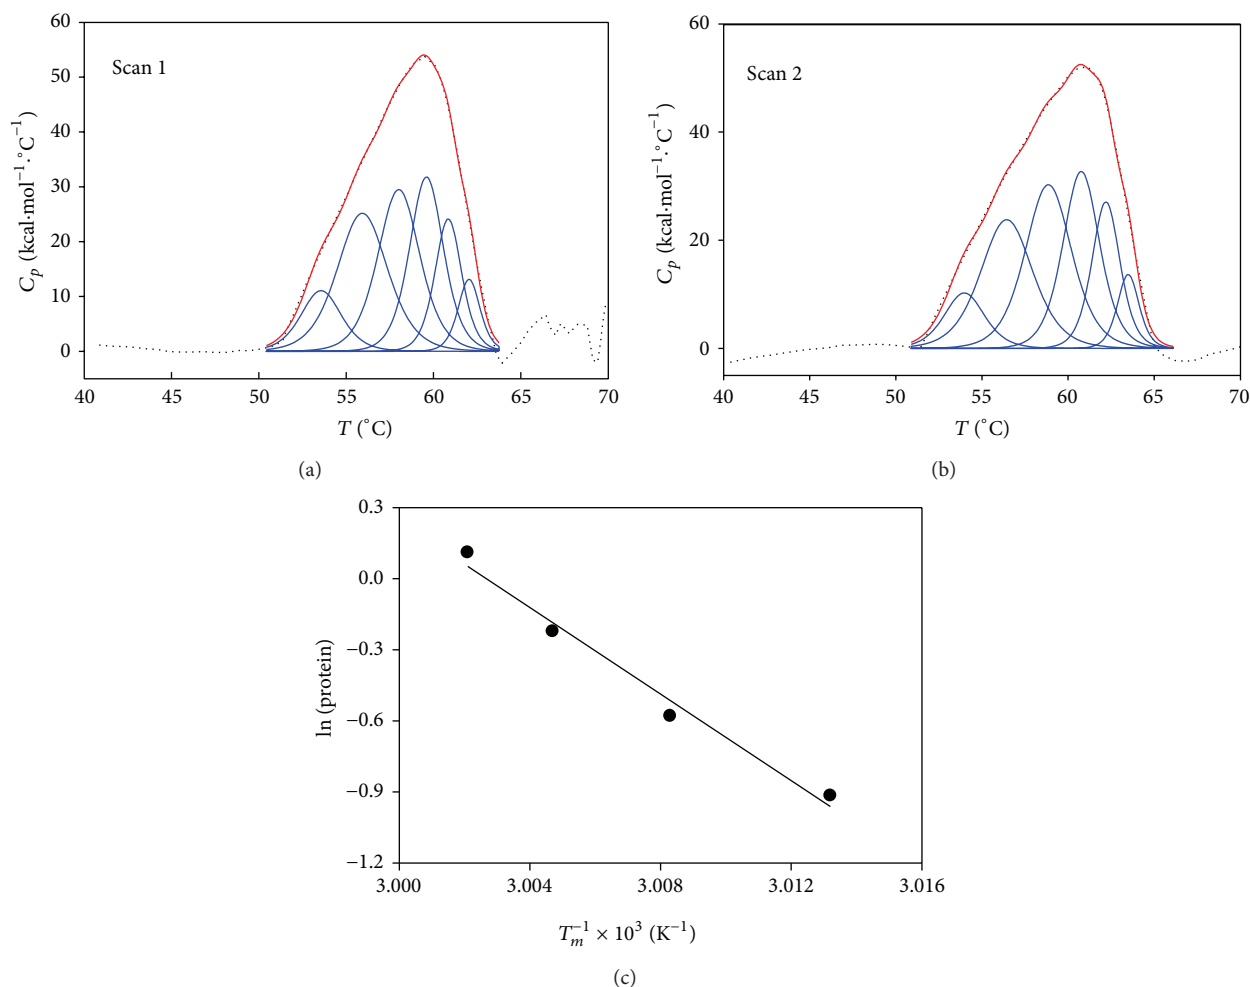 60
50
40
30
20
10
0
Scan 1
C_p (kcal·mol⁻¹·°C⁻¹)
40 45 50 55 60 65 70
T (°C)
(a)
60
40
20
0
Scan 2
C_p (kcal·mol⁻¹·°C⁻¹)
40 45 50 55 60 65 70
T (°C)
(b)
0.3
0.0
−0.3
−0.6
−0.9
−1.2
ln (protein)
3.000 3.004 3.008 3.012 3.016
T_m⁻¹ × 10³ (K⁻¹)
(c)